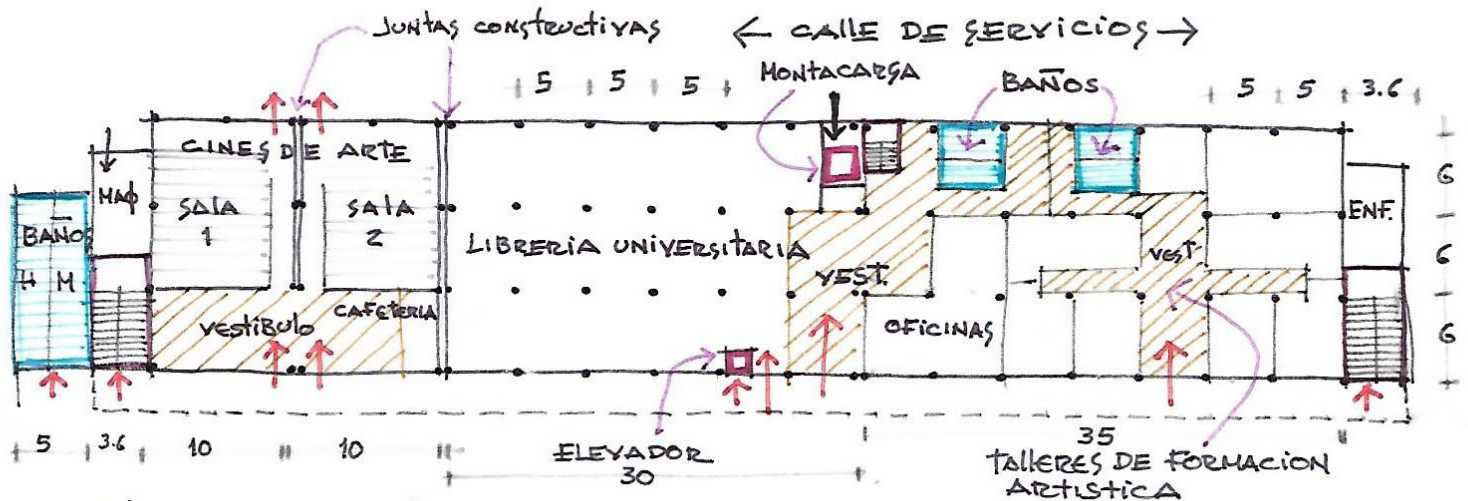 JUNTAS CONSTRUCTIVAS
← CALLE DE SERVICIOS →
5 5 5
MONTACARGA
BAÑOS
5 5 3.6
CINES DE ARTE
MAQ
SALA
1
SALA
2
BAÑOS
H M
LIBRERIA UNIVERSITARIA
VEST.
VEST
ENF.
6
6
6
VESTIBULO
CAFETERIA
OFICINAS
5 3.6 10 10
ELEVADOR
30
35
TALLERES DE FORMACION
ARTISTICA